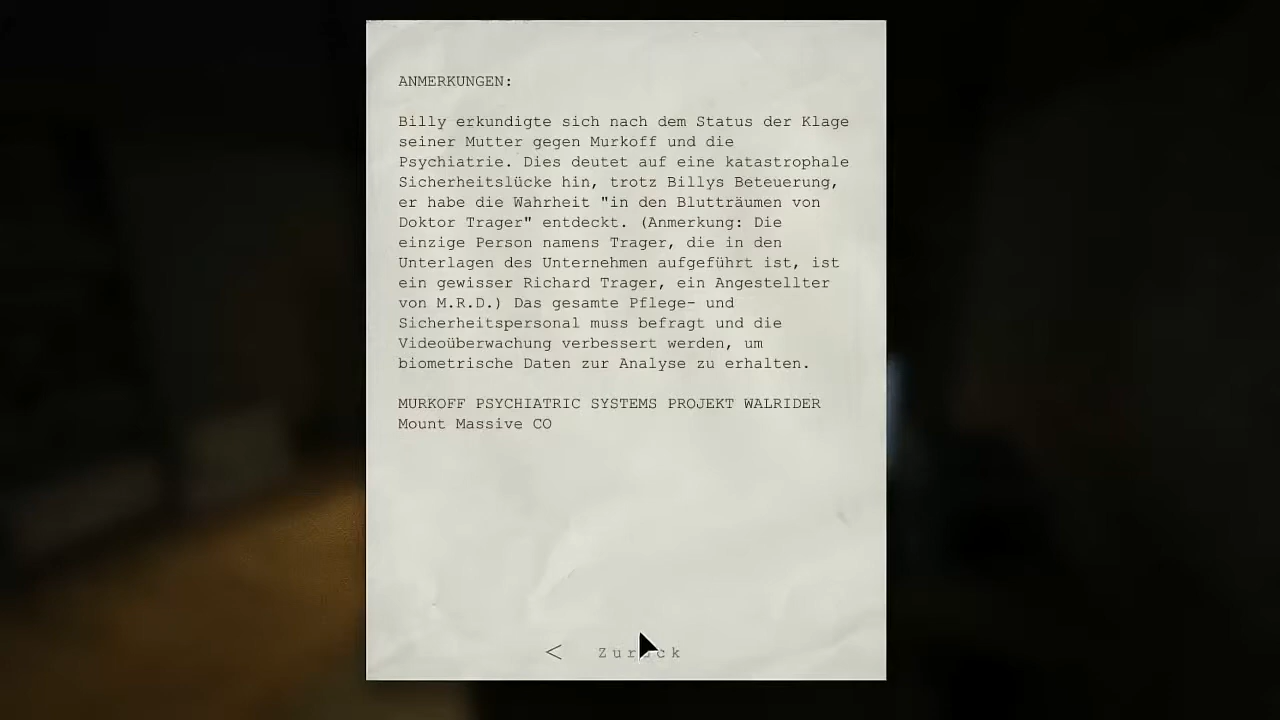 ANMERKUNGEN:
Billy erkundigte sich nach dem Status der Klage
seiner Mutter gegen Murkoff und die
Psychiatrie. Dies deutet auf eine katastrophale
Sicherheitslücke hin, trotz Billys Beteuerung,
er habe die Wahrheit "in den Blutträumen von
Doktor Trager" entdeckt. (Anmerkung: Die
einzige Person namens Trager, die in den
Unterlagen des Unternehmen aufgeführt ist, ist
ein gewisser Richard Trager, ein Angestellter
von M.R.D.) Das gesamte Pflege- und
Sicherheitspersonal muss befragt und die
Videoüberwachung verbessert werden, um
biometrische Daten zur Analyse zu erhalten.
MURKOFF PSYCHIATRIC SYSTEMS PROJEKT WALRIDER
Mount Massive CO
< Zurück